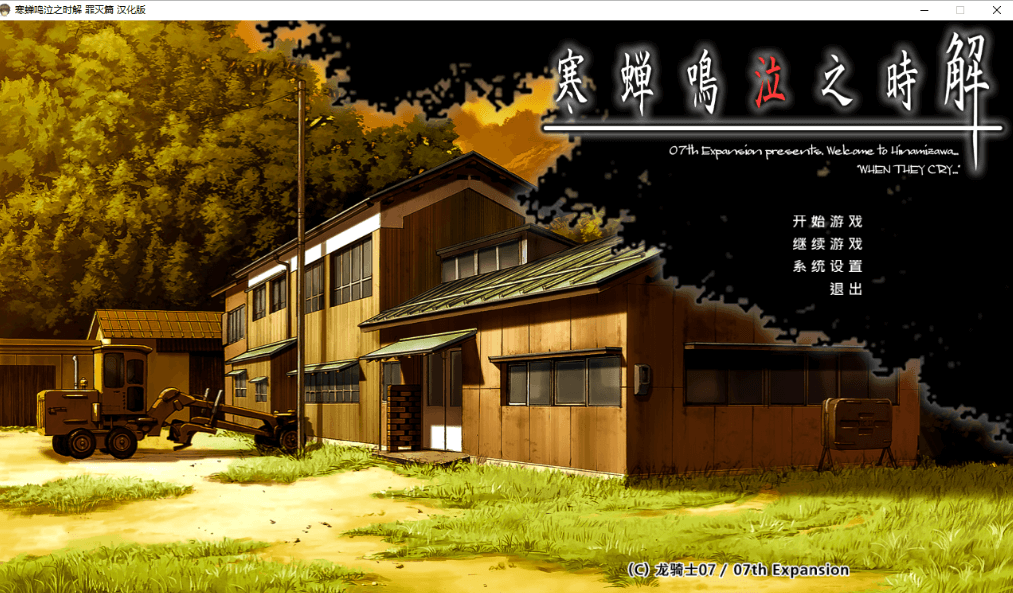 寒蝉鸣泣之时解 罪灭篇 汉化版
寒蝉鳴泣之時解
07th Expansion presents. Welcome to Hinamizawa...
"WHEN THEY CRY..."
开始游戏
继续游戏
系统设置
退出
(C) 龙骑士07 / 07th Expansion